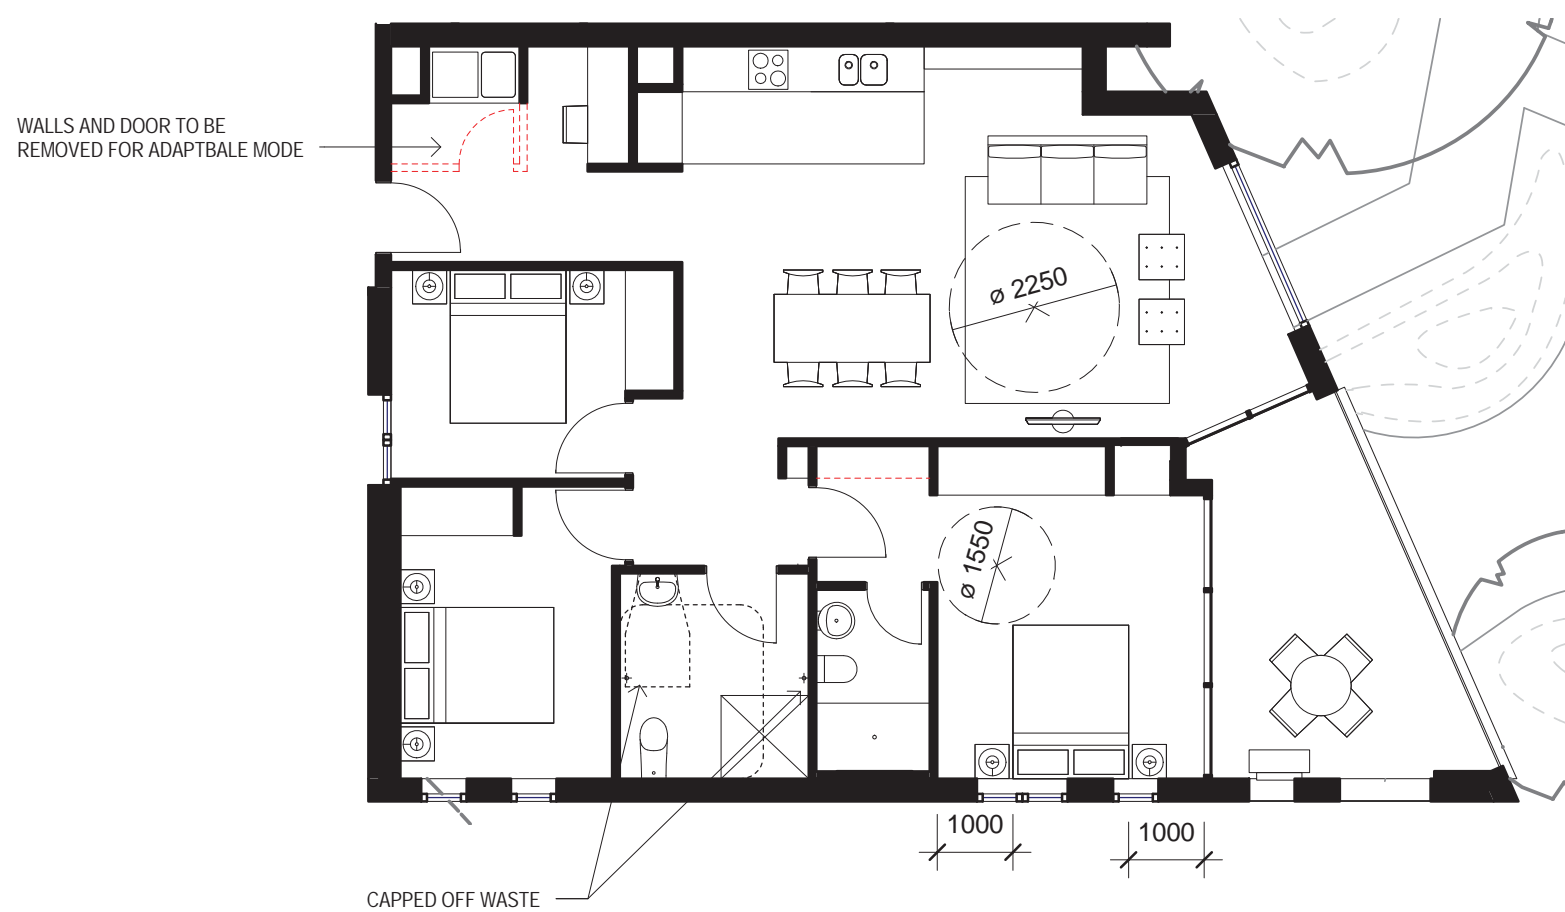 WALLS AND DOOR TO BE
REMOVED FOR ADAPTBALE MODE
ø 2250
ø 1550
1000
1000
CAPPED OFF WASTE